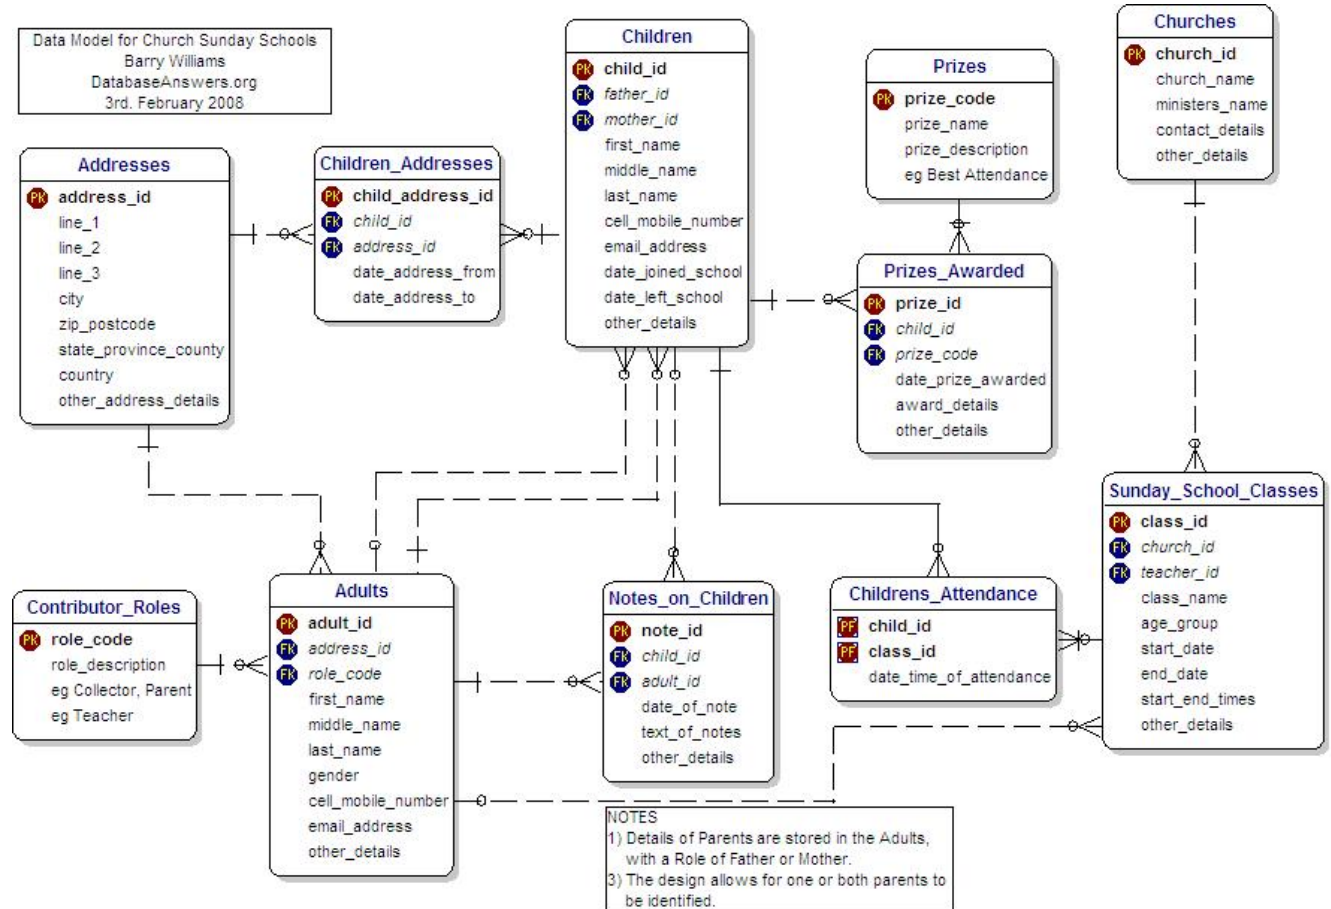 Data Model for Church Sunday Schools
Barry Williams
DatabaseAnswers.org
3rd. February 2008
Addresses
PK address_id
line_1
line_2
line_3
city
zip_postcode
state_province_county
country
other_address_details
Children_Addresses
PK child_address_id
FK child_id
FK address_id
date_address_from
date_address_to
Children
PK child_id
FK father_id
FK mother_id
first_name
middle_name
last_name
cell_mobile_number
email_address
date_joined_school
date_left_school
other_details
Prizes
PK prize_code
prize_name
prize_description
eg Best Attendance
Churches
PK church_id
church_name
ministers_name
contact_details
other_details
Prizes_Awarded
PK prize_id
FK child_id
FK prize_code
date_prize_awarded
award_details
other_details
Sunday_School_Classes
PK class_id
FK church_id
FK teacher_id
class_name
age_group
start_date
end_date
start_end_times
other_details
Contributor_Roles
PK role_code
role_description
eg Collector, Parent
eg Teacher
Adults
PK adult_id
FK address_id
FK role_code
first_name
middle_name
last_name
gender
cell_mobile_number
email_address
other_details
Notes_on_Children
PK note_id
FK child_id
FK adult_id
date_of_note
text_of_notes
other_details
Childrens_Attendance
PF child_id
PF class_id
date_time_of_attendance
NOTES
1) Details of Parents are stored in the Adults,
with a Role of Father or Mother.
3) The design allows for one or both parents to
be identified.